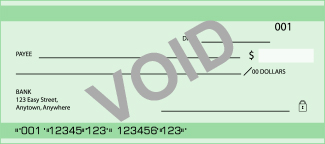 001
DATE
PAYEE $
/00 DOLLARS
VOID
BANK
123 Easy Street,
Anytown, Anywhere
⑈001 ⑈12345⑈123⑈ 123456⑈123⑈